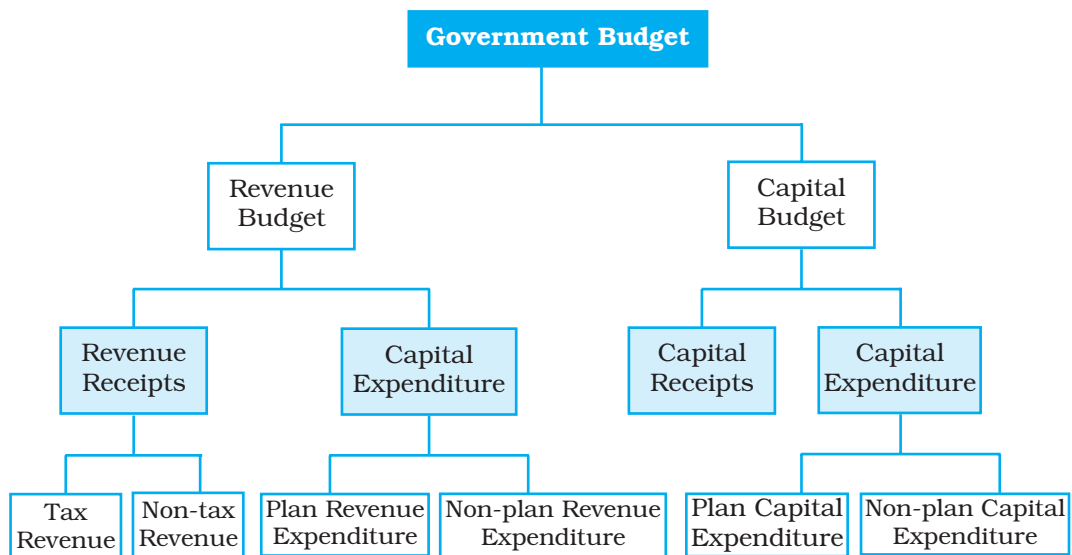 Government Budget
Revenue
Budget
Capital
Budget
Revenue
Receipts
Capital
Expenditure
Capital
Receipts
Capital
Expenditure
Tax
Revenue
Non-tax
Revenue
Plan Revenue
Expenditure
Non-plan Revenue
Expenditure
Plan Capital
Expenditure
Non-plan Capital
Expenditure